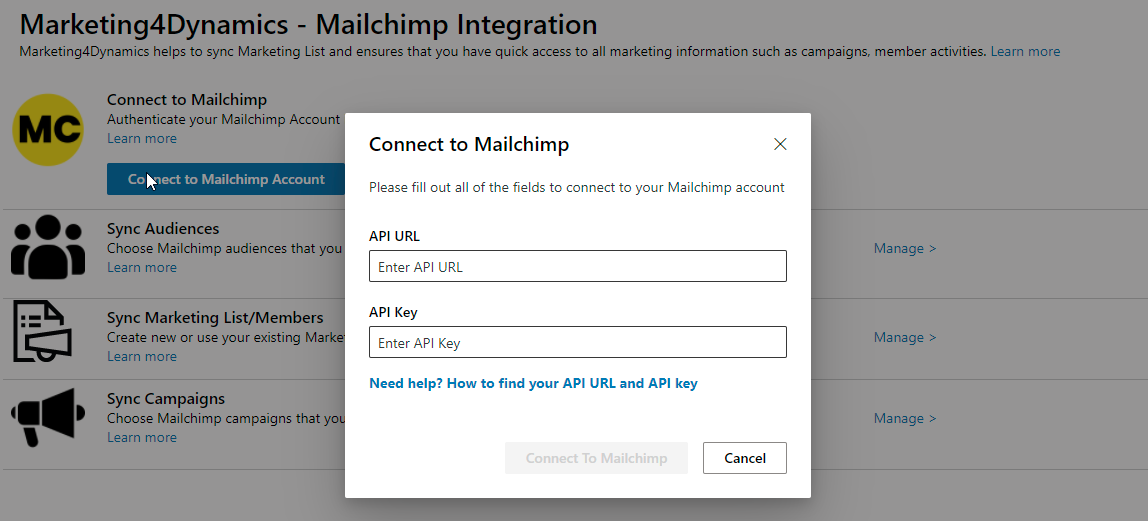 Marketing4Dynamics - Mailchimp Integration
Marketing4Dynamics helps to sync Marketing List and ensures that you have quick access to all marketing information such as campaigns, member activities. Learn more
MC
Connect to Mailchimp
Authenticate your Mailchimp Account
Learn more
Connect to Mailchimp Account
Sync Audiences
Choose Mailchimp audiences that you
Learn more
Manage >
Sync Marketing List/Members
Create new or use your existing Marke
Learn more
Manage >
Sync Campaigns
Choose Mailchimp campaigns that you
Learn more
Manage >
Connect to Mailchimp
Please fill out all of the fields to connect to your Mailchimp account
API URL
Enter API URL
API Key
Enter API Key
Need help? How to find your API URL and API key
Connect To Mailchimp
Cancel